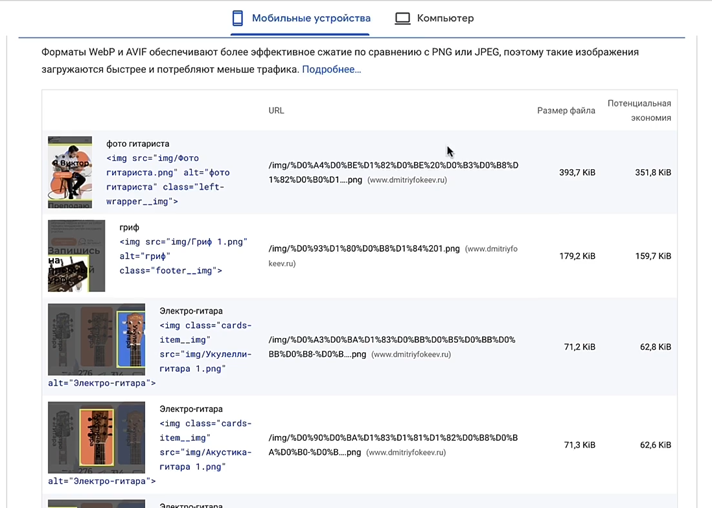 Мобильные устройства
Компьютер
Форматы WebP и AVIF обеспечивают более эффективное сжатие по сравнению с PNG или JPEG, поэтому такие изображения
загружаются быстрее и потребляют меньше трафика. Подробнее…
URL
Размер файла
Потенциальная
экономия
фото гитариста
<img src="img/Фото
гитариста.png" alt="фото
гитариста" class="left-
wrapper__img">
/img/%D0%A4%D0%BE%D1%82%D0%BE%20%D0%B3%D0%B8%D
1%82%D0%B0%D1….png (www.dmitriyfokeev.ru)
393,7 KiB
351,8 KiB
гриф
<img src="img/Гриф 1.png"
alt="гриф"
class="footer__img">
/img/%D0%93%D1%80%D0%B8%D1%84%201.png (www.dmitriyfo
keev.ru)
179,2 KiB
159,7 KiB
Электро-гитара
<img class="cards-
item__img"
src="img/Укулелли-
гитара 1.png"
alt="Электро-гитара">
/img/%D0%A3%D0%BA%D1%83%D0%BB%D0%B5%D0%BB%D0%
BB%D0%B8-%D0%B….png (www.dmitriyfokeev.ru)
71,2 KiB
62,8 KiB
Электро-гитара
<img class="cards-
item__img"
src="img/Акустика-
гитара 1.png"
alt="Электро-гитара">
/img/%D0%90%D0%BA%D1%83%D1%81%D1%82%D0%B8%D0%B
A%D0%B0-%D0%B….png (www.dmitriyfokeev.ru)
71,3 KiB
62,6 KiB
Электро-гитара